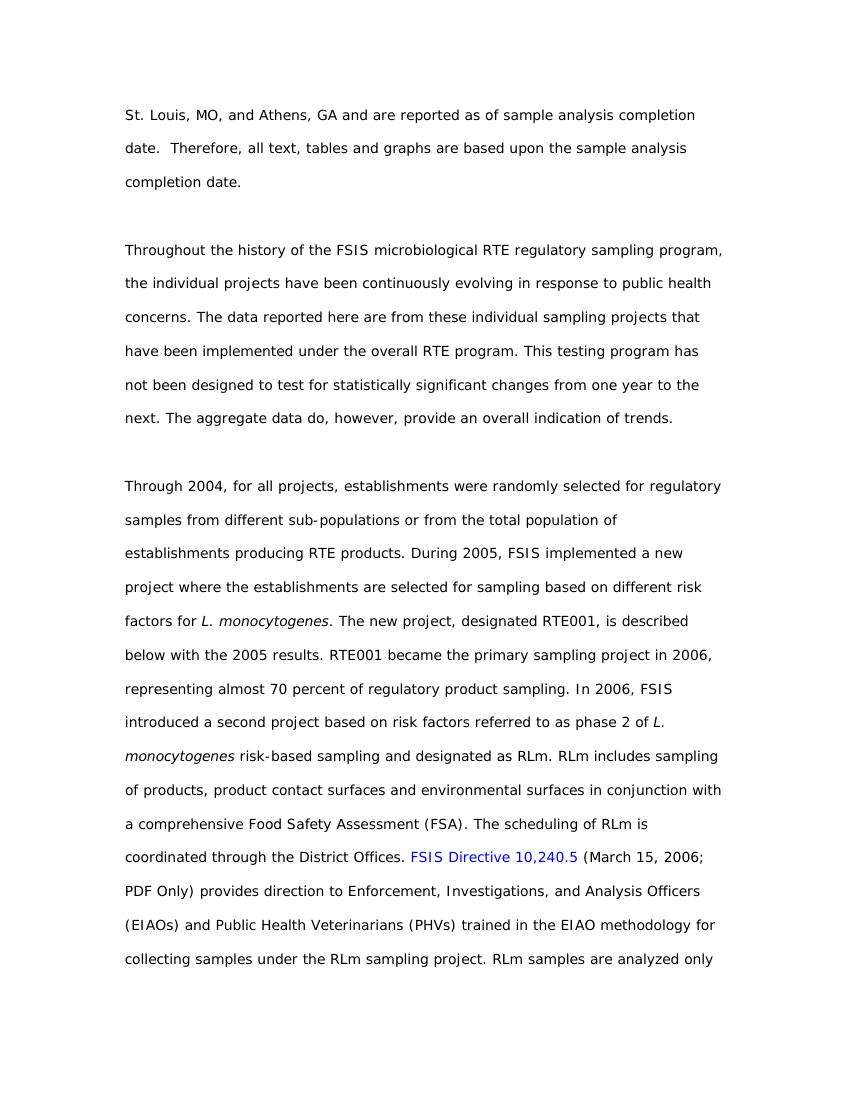 St. Louis, MO, and Athens, GA and are reported as of sample analysis completion
date.  Therefore, all text, tables and graphs are based upon the sample analysis
completion date.
Throughout the history of the FSIS microbiological RTE regulatory sampling program,
the individual projects have been continuously evolving in response to public health
concerns. The data reported here are from these individual sampling projects that
have been implemented under the overall RTE program. This testing program has
not been designed to test for statistically significant changes from one year to the
next. The aggregate data do, however, provide an overall indication of trends.
Through 2004, for all projects, establishments were randomly selected for regulatory
samples from different sub-populations or from the total population of
establishments producing RTE products. During 2005, FSIS implemented a new
project where the establishments are selected for sampling based on different risk
factors for L. monocytogenes. The new project, designated RTE001, is described
below with the 2005 results. RTE001 became the primary sampling project in 2006,
representing almost 70 percent of regulatory product sampling. In 2006, FSIS
introduced a second project based on risk factors referred to as phase 2 of L.
monocytogenes risk-based sampling and designated as RLm. RLm includes sampling
of products, product contact surfaces and environmental surfaces in conjunction with
a comprehensive Food Safety Assessment (FSA). The scheduling of RLm is
coordinated through the District Offices. FSIS Directive 10,240.5 (March 15, 2006;
PDF Only) provides direction to Enforcement, Investigations, and Analysis Officers
(EIAOs) and Public Health Veterinarians (PHVs) trained in the EIAO methodology for
collecting samples under the RLm sampling project. RLm samples are analyzed only